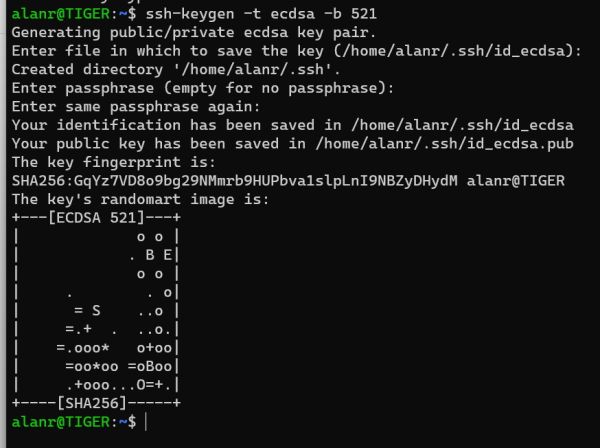 alanr@TIGER:~$ ssh-keygen -t ecdsa -b 521
Generating public/private ecdsa key pair.
Enter file in which to save the key (/home/alanr/.ssh/id_ecdsa):
Created directory '/home/alanr/.ssh'.
Enter passphrase (empty for no passphrase):
Enter same passphrase again:
Your identification has been saved in /home/alanr/.ssh/id_ecdsa
Your public key has been saved in /home/alanr/.ssh/id_ecdsa.pub
The key fingerprint is:
SHA256:GqYz7VD8o9bg29NMmrb9HUPbva1slpLnI9NBZyDHydM alanr@TIGER
The key's randomart image is:
+---[ECDSA 521]---+
|             o o |
|            . B E|
|             o o |
|     .        . o|
|      = S    ..o |
|     =.+  .  ..o.|
|    =.ooo*   o+oo|
|     =oo*oo =oBoo|
|     .+ooo...O=+.|
+----[SHA256]-----+
alanr@TIGER:~$